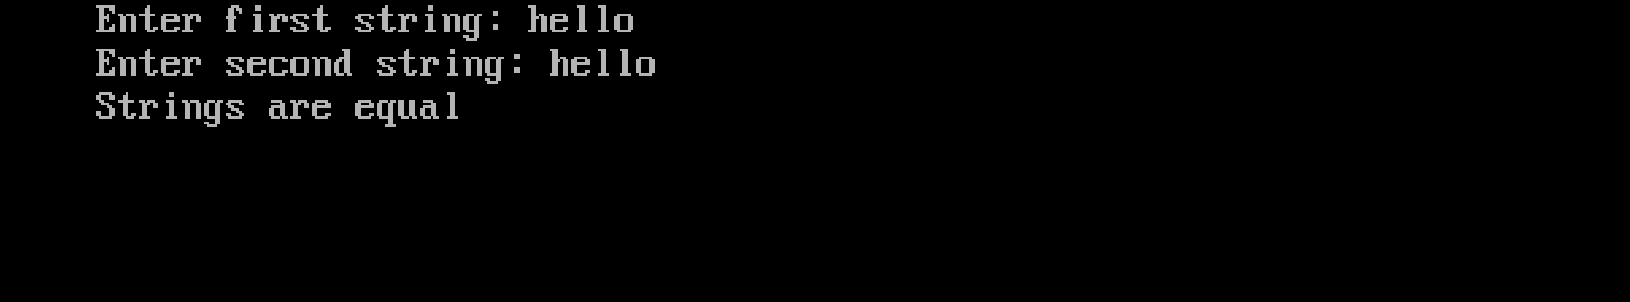 Enter first string: hello
Enter second string: hello
Strings are equal